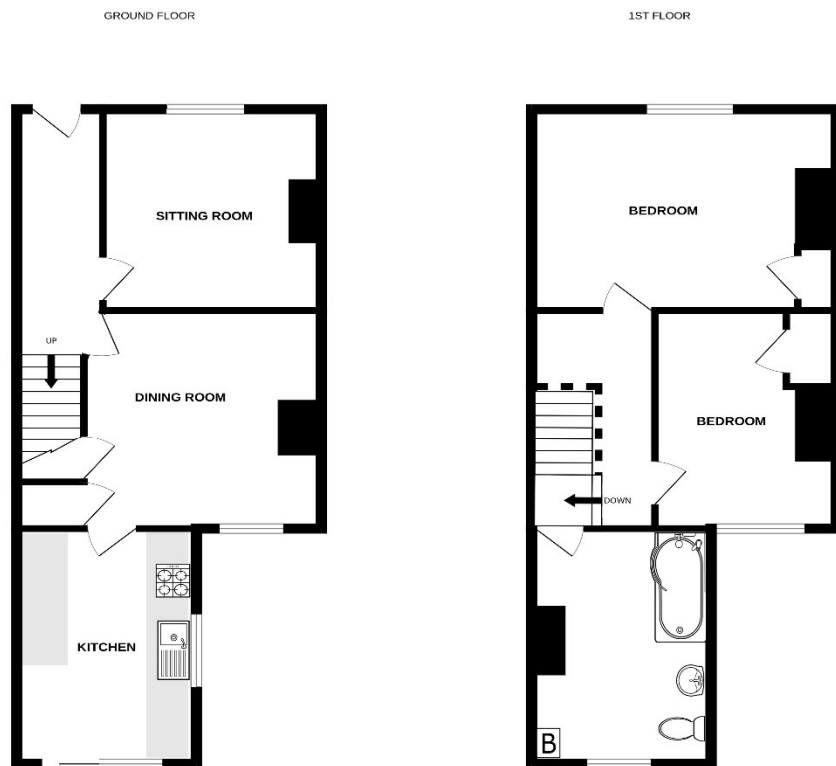 GROUND FLOOR
1ST FLOOR
SITTING ROOM
UP
DINING ROOM
KITCHEN
BEDROOM
BEDROOM
DOWN
B